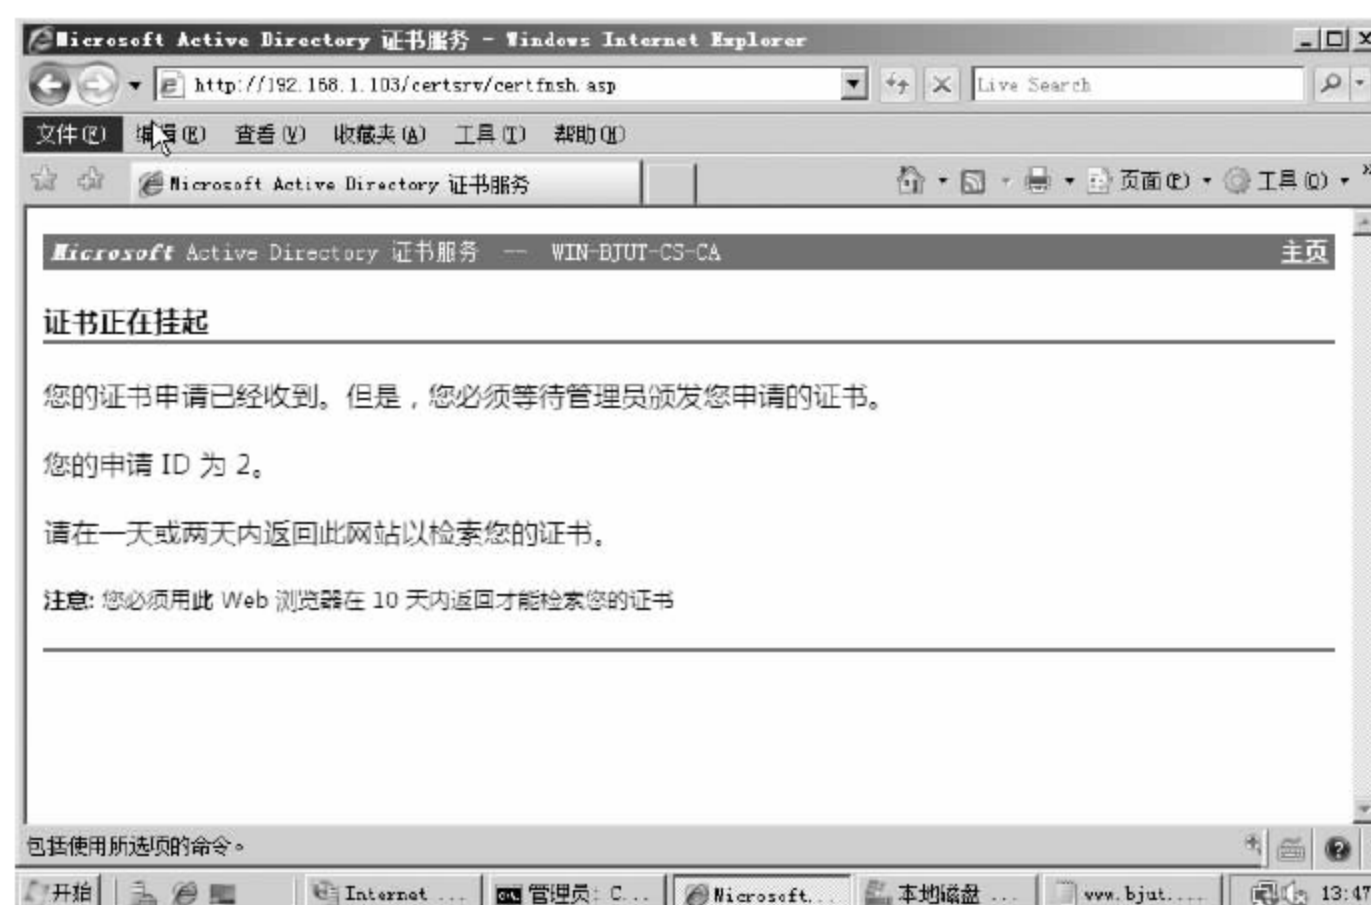 Microsoft Active Directory 证书服务 - Windows Internet Explorer
http://192.168.1.103/certsrv/certfnsh.asp
Live Search
文件(F) 编辑(E) 查看(V) 收藏夹(A) 工具(T) 帮助(H)
Microsoft Active Directory 证书服务
页面(P) 工具(O) »
Microsoft Active Directory 证书服务 -- WIN-BJUT-CS-CA 主页
证书正在挂起
您的证书申请已经收到。但是，您必须等待管理员颁发您申请的证书。
您的申请 ID 为 2。
请在一天或两天内返回此网站以检索您的证书。
注意: 您必须用此 Web 浏览器在 10 天内返回才能检索您的证书
包括使用所选项的命令。
开始 Internet ... 管理员: C... Microsoft... 本地磁盘 ... www.bjut.... 13:47